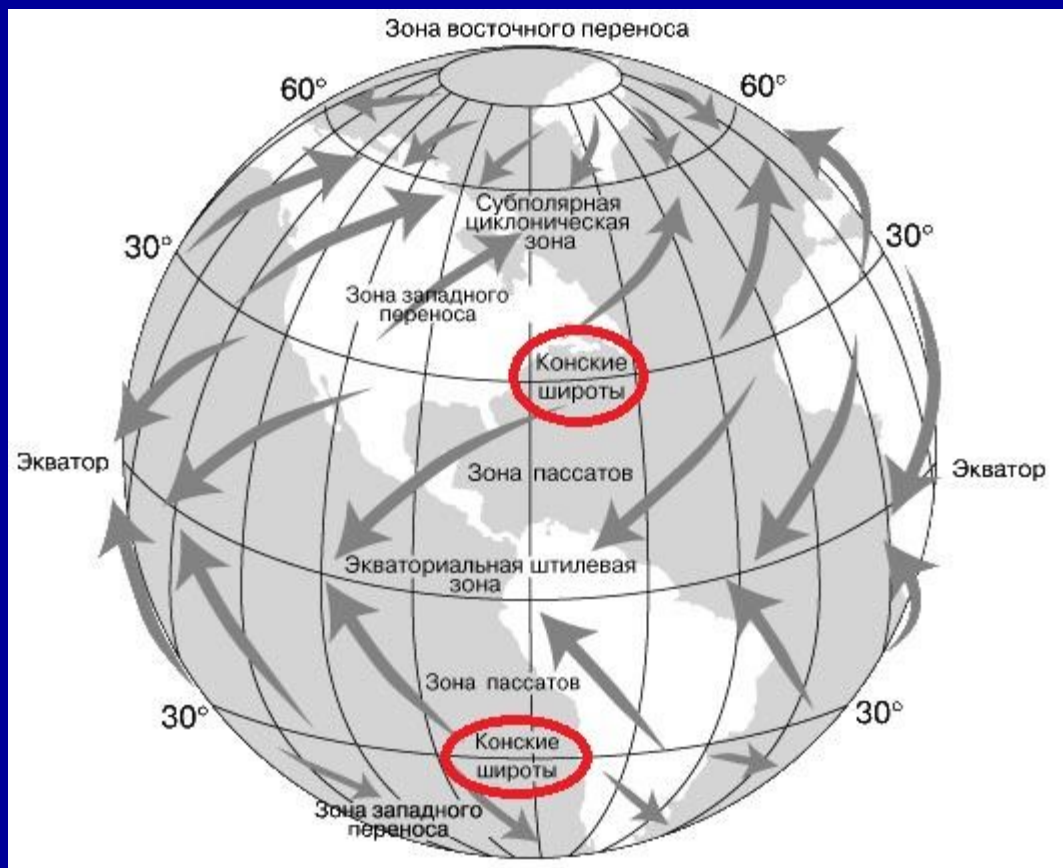 Зона восточного переноса
60°
60°
Субполярная
циклоническая
зона
30°
30°
Зона западного
переноса
Конские
широты
Экватор
Зона пассатов
Экватор
Экваториальная штилевая
зона
Зона пассатов
30°
30°
Конские
широты
Зона западного
переноса